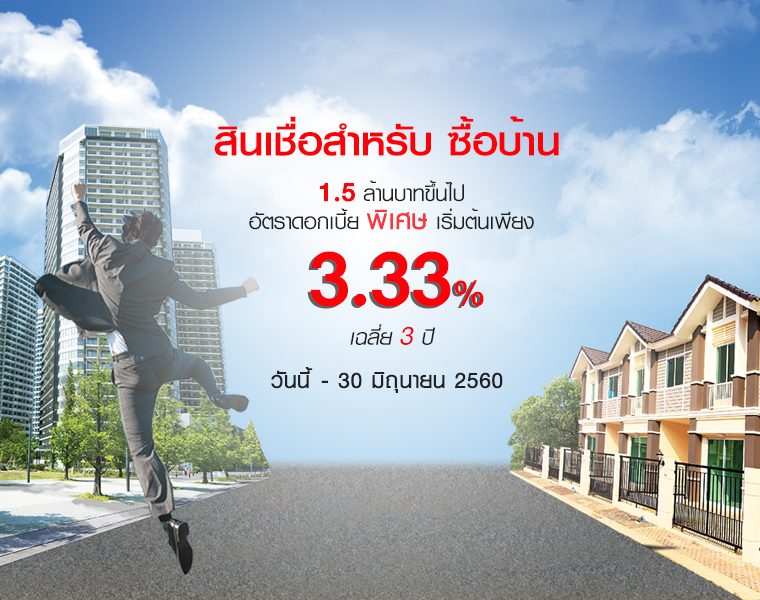 สินเชื่อสำหรับ ซื้อบ้าน
1.5 ล้านบาทขึ้นไป
อัตราดอกเบี้ย พิเศษ เริ่มต้นเพียง
3.33%
เฉลี่ย 3 ปี
วันนี้ - 30 มิถุนายน 2560